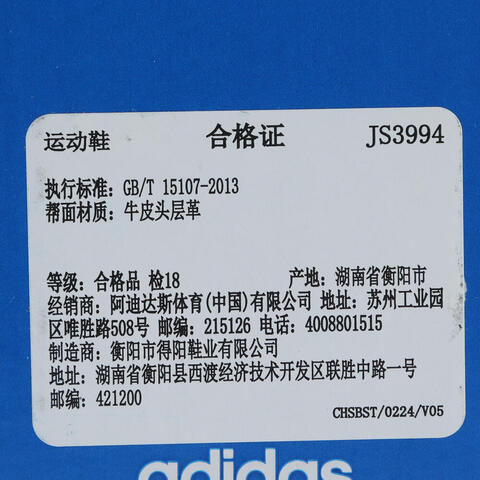 运动鞋 合格证 JS3994
执行标准: GB/T 15107-2013
帮面材质: 牛皮头层革
等级: 合格品 检18 产地: 湖南省衡阳市
经销商: 阿迪达斯体育(中国)有限公司 地址: 苏州工业园
区唯胜路508号 邮编: 215126 电话: 4008801515
制造商: 衡阳市得阳鞋业有限公司
地址: 湖南省衡阳县西渡经济技术开发区联胜中路一号
邮编: 421200
CHSBST/0224/V05
adidas